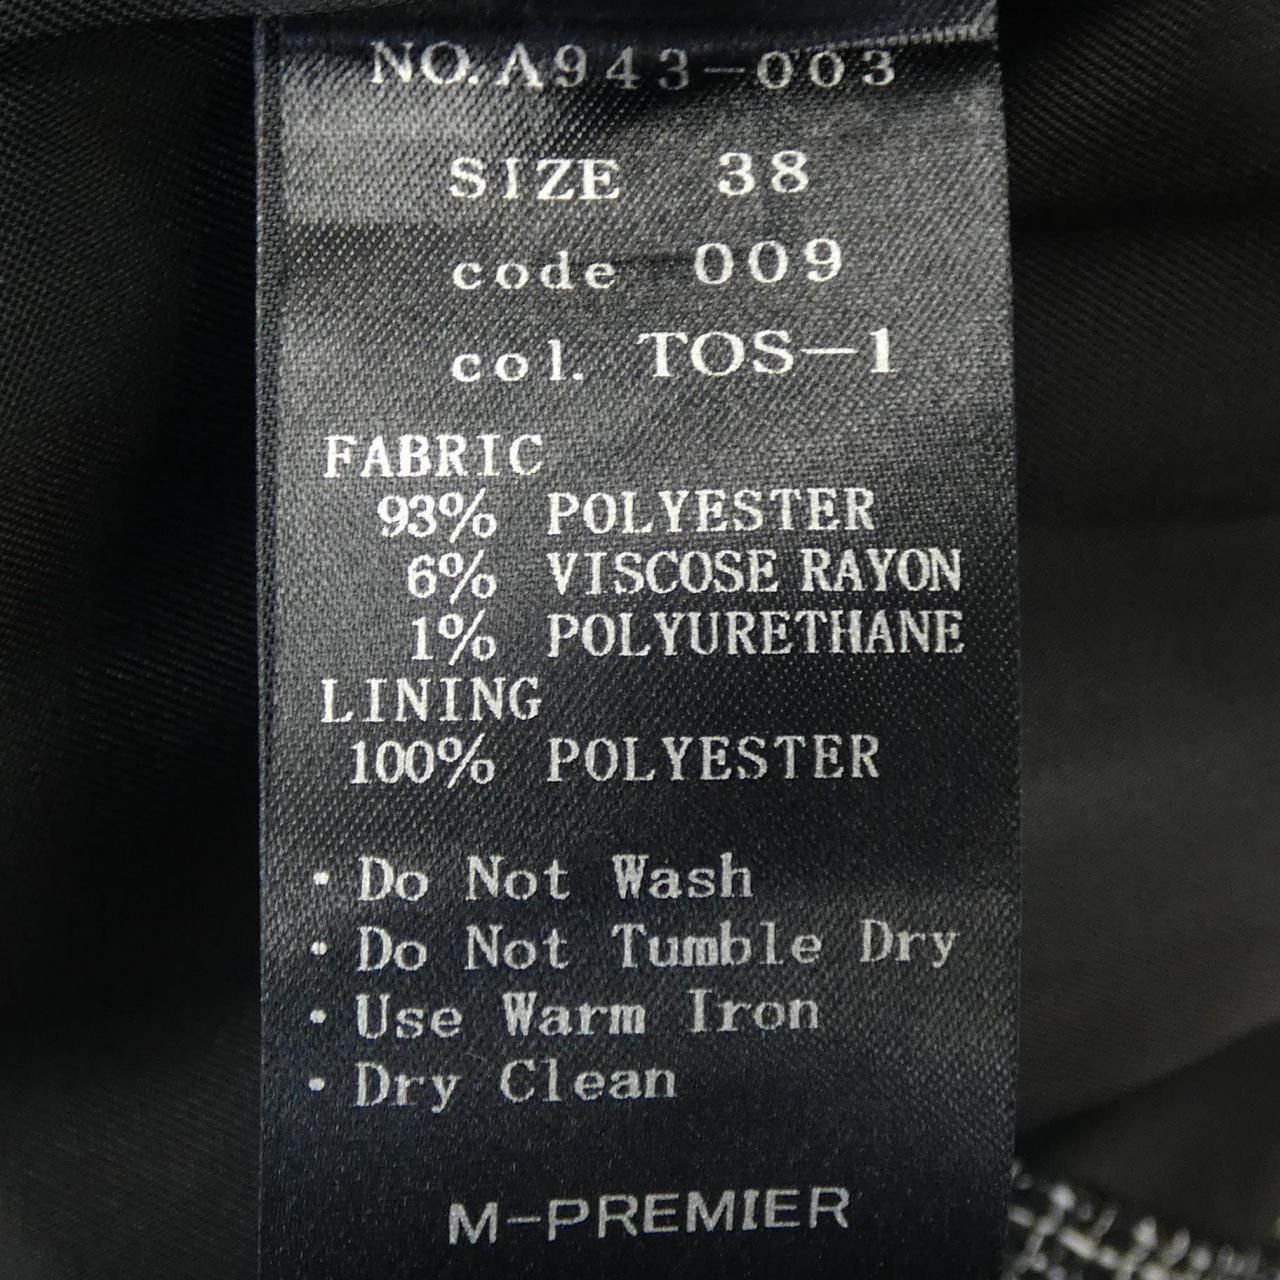 NO.A943-003
SIZE 38
code 009
col. TOS-1
FABRIC
93% POLYESTER
6% VISCOSE RAYON
1% POLYURETHANE
LINING
100% POLYESTER
・Do Not Wash
・Do Not Tumble Dry
・Use Warm Iron
・Dry Clean
M-PREMIER